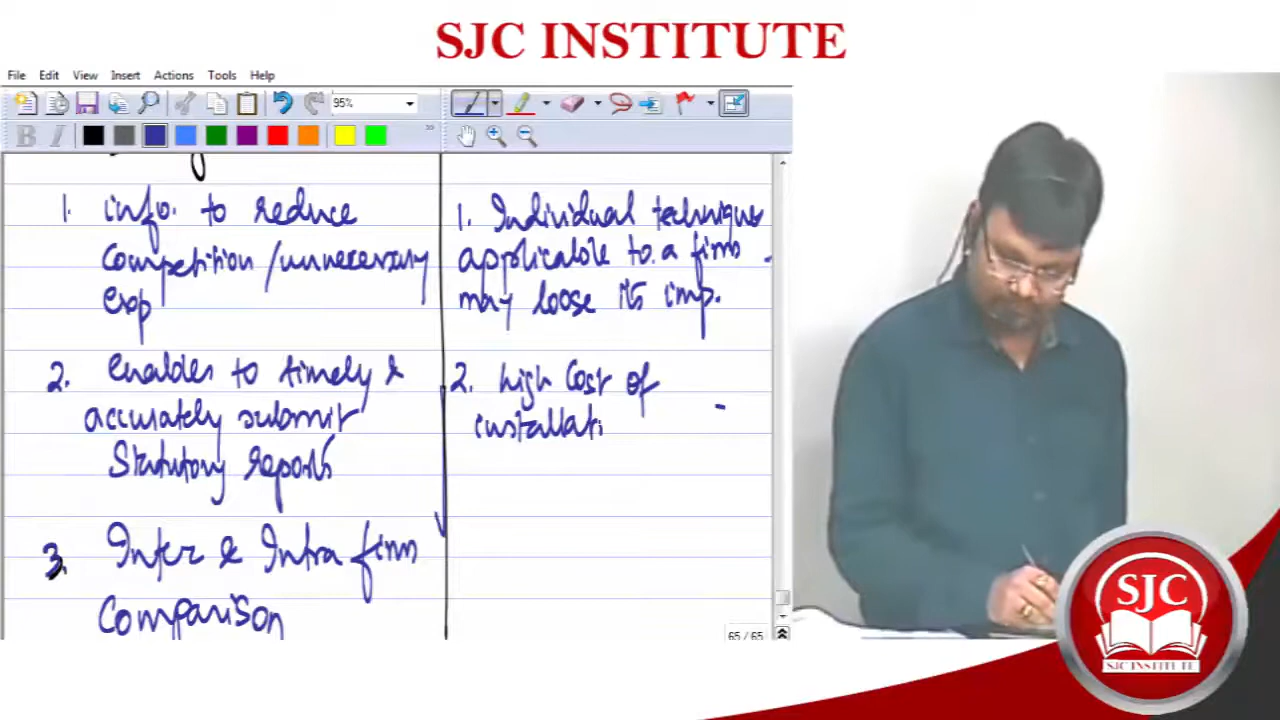 SJC INSTITUTE
File Edit View Insert Actions Tools Help
95%
B I
1. info. to reduce
Competition /unnecessary
Exp
2. Enables to timely &
accurately submit
Statutory reports
3. Inter & Intra firm
Comparison
1. Individual techniques
applicable to a firm
may loose its imp.
2. high Cost of
installati
65 / 65
SJC
SJC INSTITUTE